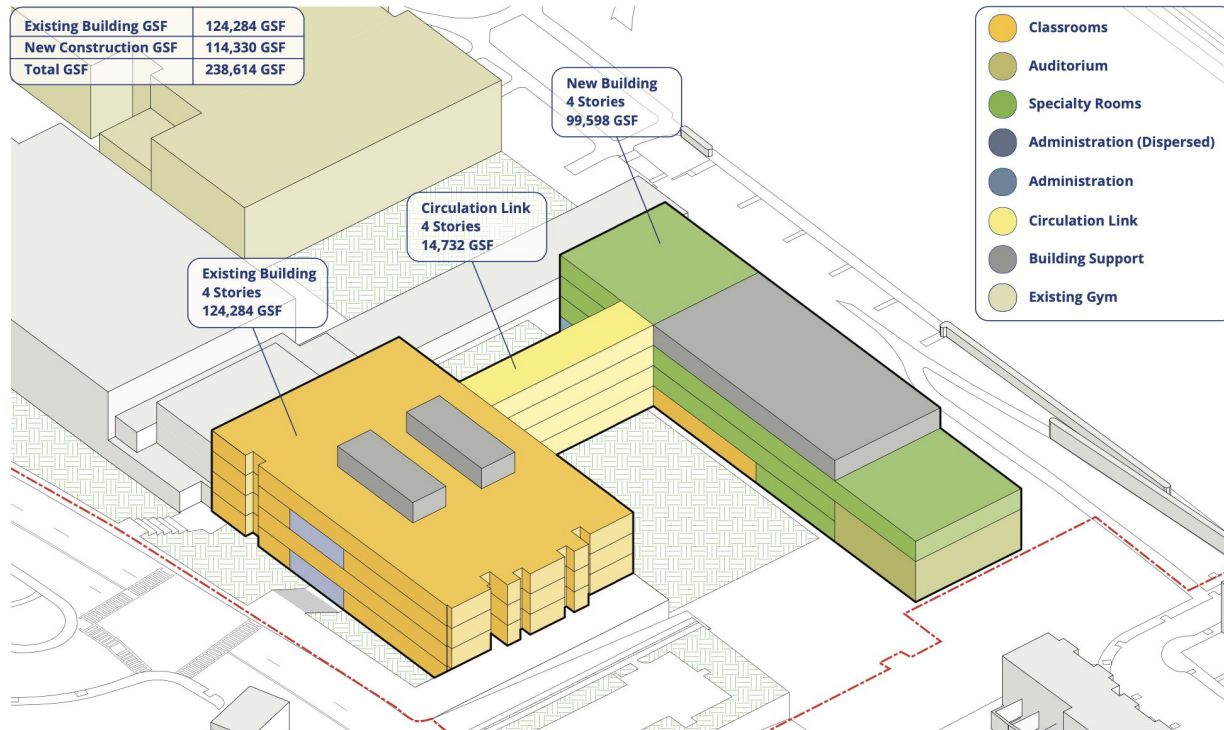 Existing Building GSF 124,284 GSF
New Construction GSF 114,330 GSF
Total GSF 238,614 GSF
New Building
4 Stories
99,598 GSF
Circulation Link
4 Stories
14,732 GSF
Existing Building
4 Stories
124,284 GSF
Classrooms
Auditorium
Specialty Rooms
Administration (Dispersed)
Administration
Circulation Link
Building Support
Existing Gym